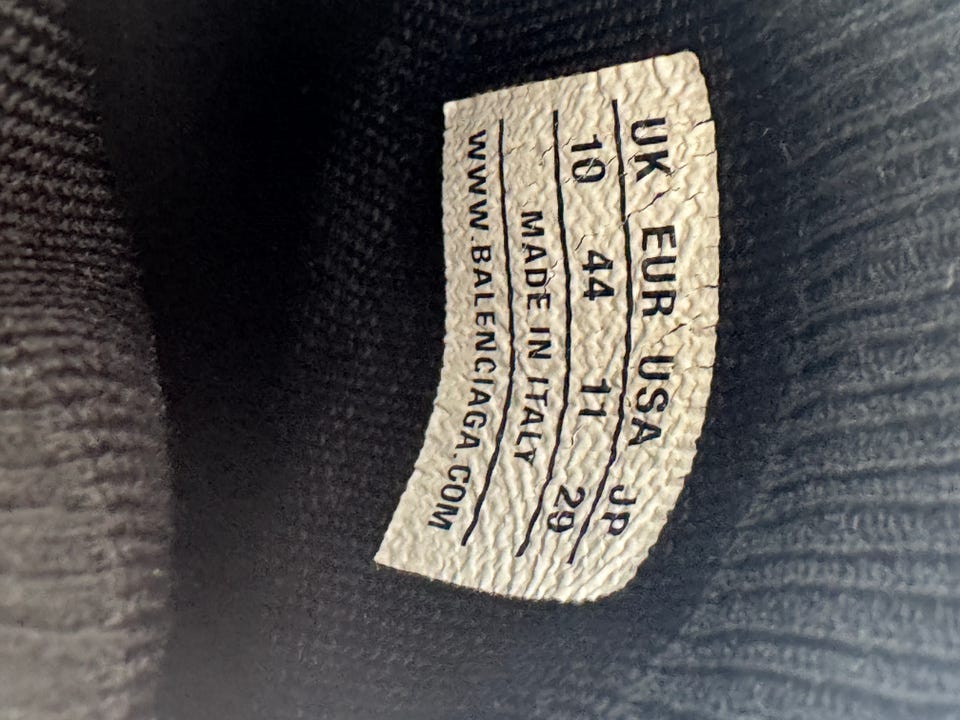 UK EUR USA JP
10 44 11 29
MADE IN ITALY
WWW.BALENCIAGA.COM